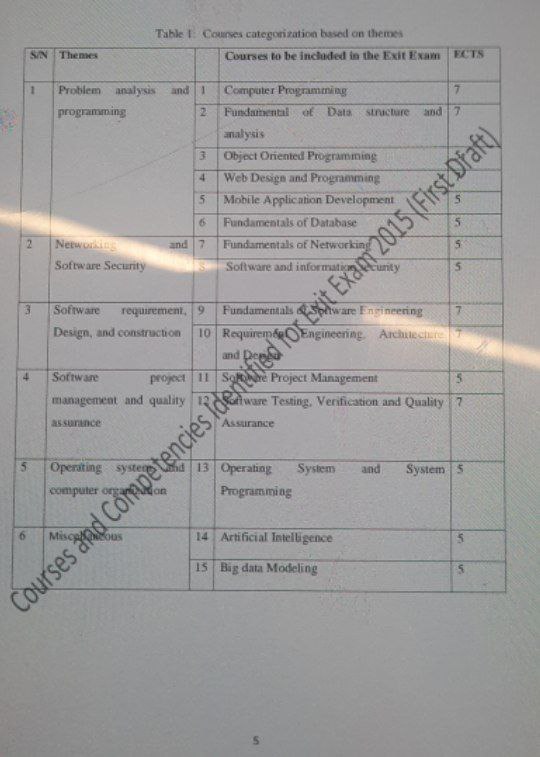 Table 1: Courses categorization based on themes
S/N Themes Courses to be included in the Exit Exam ECTS
1 Problem analysis and 1 Computer Programming 7
programming 2 Fundamental of Data structure and 7
analysis
3 Object Oriented Programming
4 Web Design and Programming
5 Mobile Application Development 5
6 Fundamentals of Database 5
2 Networking and 7 Fundamentals of Networking 5
Software Security 8 Software and information security 5
3 Software requirement, 9 Fundamentals of Software Engineering 7
Design, and construction 10 Requirement Engineering, Architecture 7
and Design
4 Software project 11 Software Project Management 5
management and quality 12 Software Testing, Verification and Quality 7
assurance Assurance
5 Operating systems and 13 Operating System and System 5
computer organization Programming
6 Miscellaneous 14 Artificial Intelligence 5
15 Big data Modeling 5
Courses and Competencies Identified for Exit Exam 2015 (First Draft)
5